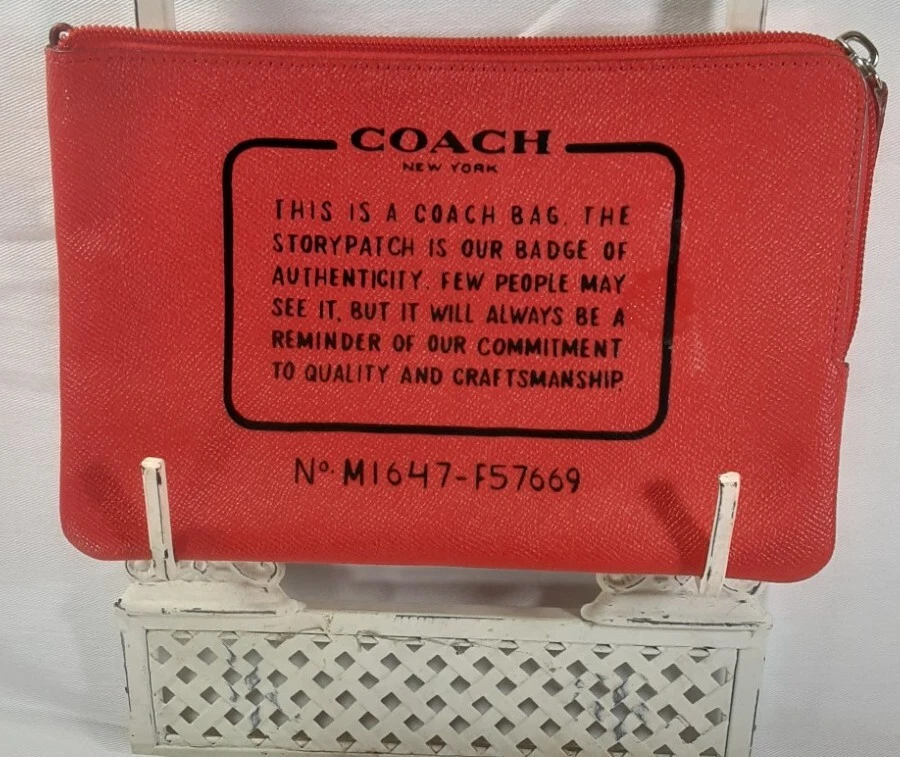 COACH
NEW YORK
THIS IS A COACH BAG. THE
STORYPATCH IS OUR BADGE OF
AUTHENTICITY. FEW PEOPLE MAY
SEE IT, BUT IT WILL ALWAYS BE A
REMINDER OF OUR COMMITMENT
TO QUALITY AND CRAFTSMANSHIP.
Nº. M1647-F57669